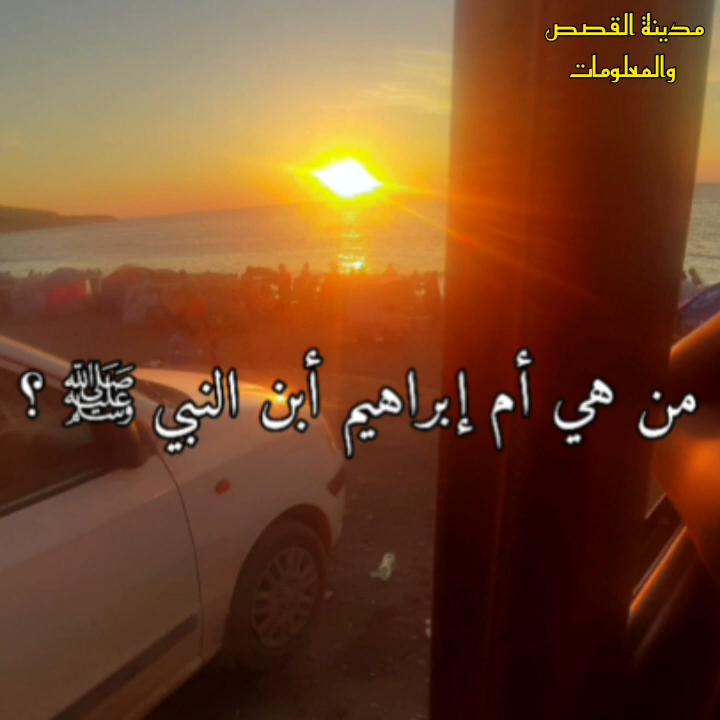 مدينة القصص
والمعلومات
من هي أم إبراهيم أبن النبي ﷺ ؟